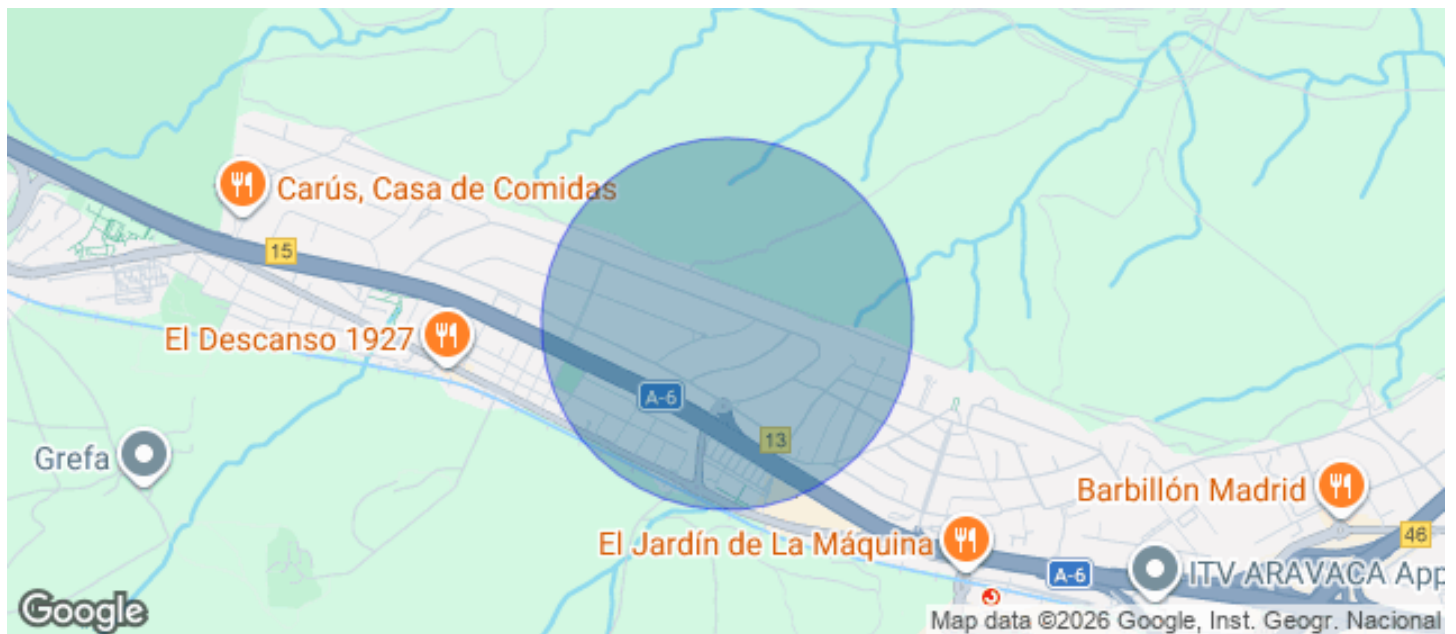 Carús, Casa de Comidas
15
El Descanso 1927
A-6
13
Grefa
Barbillón Madrid
El Jardín de La Máquina
46
A-6
ITV ARAVACA App
Google
Map data ©2026 Google, Inst. Geogr. Nacional